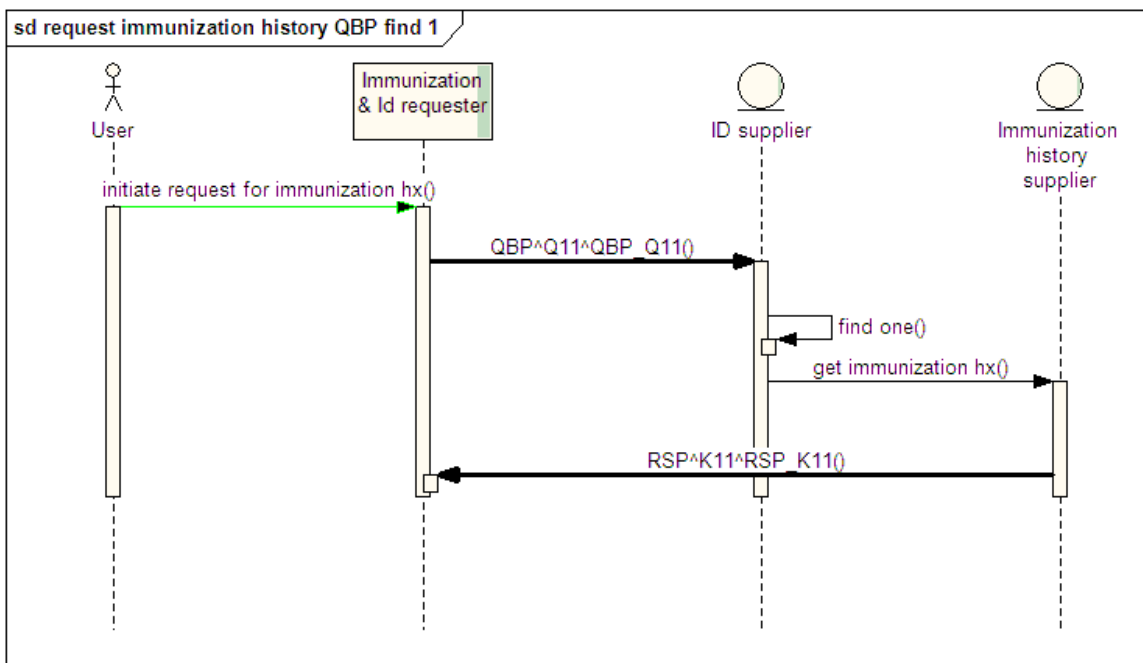 sd request immunization history QBP find 1
User
Immunization
& Id requester
ID supplier
Immunization
history
supplier
initiate request for immunization hx()
QBP^Q11^QBP_Q11()
find one()
get immunization hx()
RSP^K11^RSP_K11()